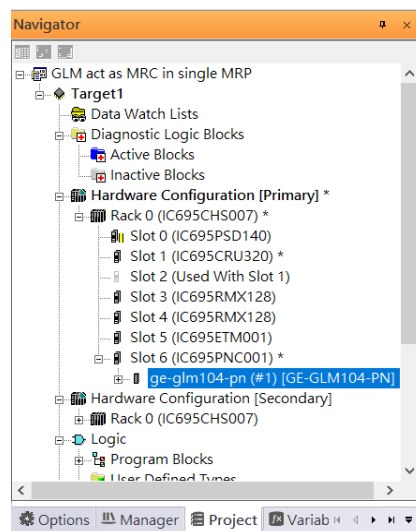 Navigator
GLM act as MRC in single MRP
Target1
Data Watch Lists
Diagnostic Logic Blocks
Active Blocks
Inactive Blocks
Hardware Configuration [Primary] *
Rack 0 (IC695CHS007) *
Slot 0 (IC695PSD140)
Slot 1 (IC695CRU320) *
Slot 2 (Used With Slot 1)
Slot 3 (IC695RMX128)
Slot 4 (IC695RMX128)
Slot 5 (IC695ETM001)
Slot 6 (IC695PNC001) *
ge-glm104-pn (#1) [GE-GLM104-PN]
Hardware Configuration [Secondary]
Rack 0 (IC695CHS007)
Logic
Program Blocks
User Defined Types
Options Manager Project Variab